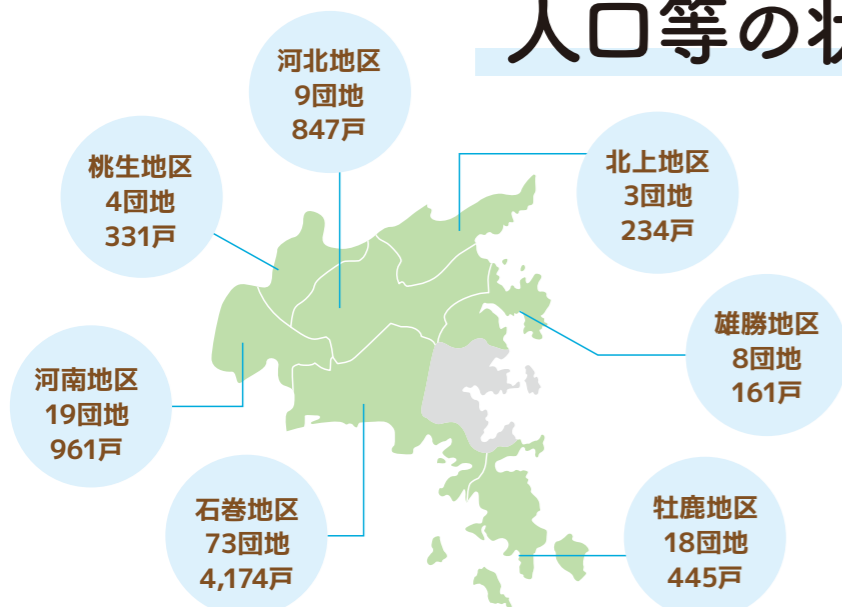 人口等の状
河北地区
9団地
847戸
桃生地区
4団地
331戸
北上地区
3団地
234戸
雄勝地区
8団地
161戸
河南地区
19団地
961戸
石巻地区
73団地
4,174戸
牡鹿地区
18団地
445戸